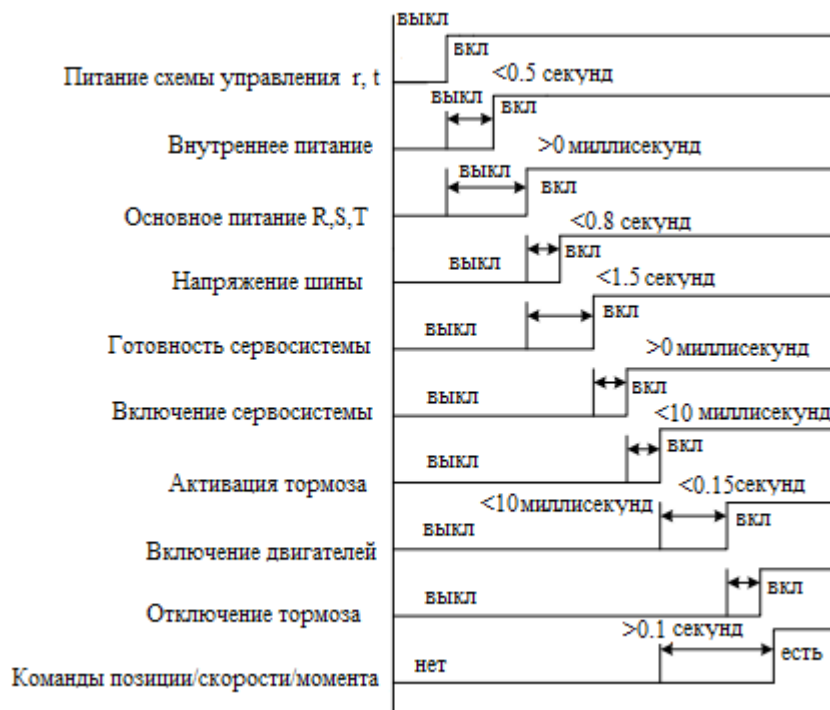 выкл
вкл
Питание схемы управления r, t
<0.5 секунд
выкл
вкл
Внутреннее питание
>0 миллисекунд
выкл
вкл
Основное питание R,S,T
<0.8 секунд
выкл
вкл
Напряжение шины
<1.5 секунд
выкл
вкл
Готовность сервосистемы
>0 миллисекунд
выкл
вкл
Включение сервосистемы
<10 миллисекунд
выкл
вкл
Активация тормоза
<0.15секунд
<10миллисекунд
выкл
вкл
Включение двигателей
выкл
вкл
Отключение тормоза
>0.1 секунд
нет
есть
Команды позиции/скорости/момента